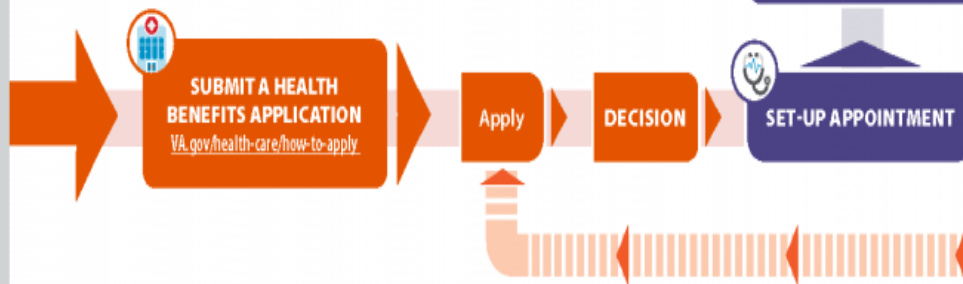 SUBMIT A HEALTH
BENEFITS APPLICATION
VA.gov/health-care/how-to-apply
Apply
DECISION
SET-UP APPOINTMENT